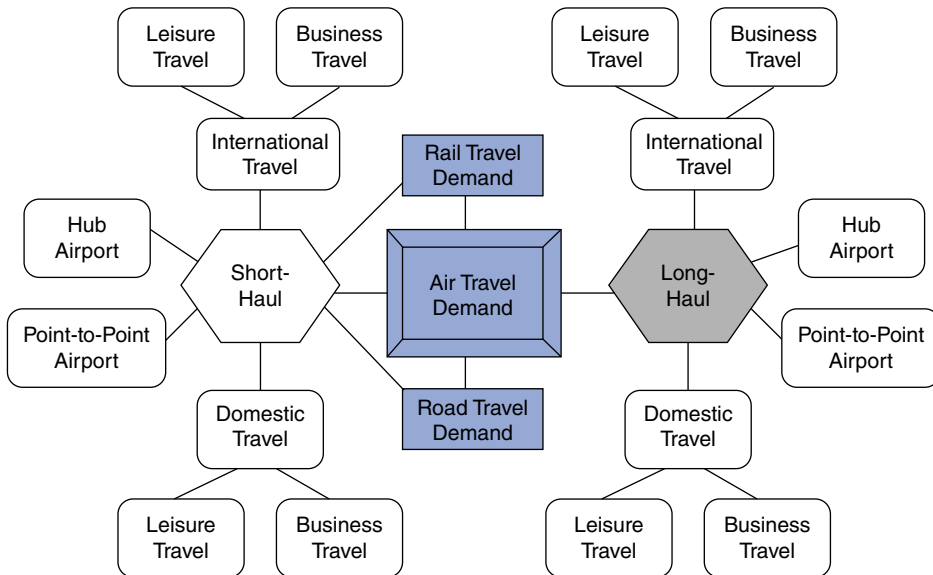 Leisure
Travel
Business
Travel
Leisure
Travel
Business
Travel
International
Travel
Rail Travel
Demand
International
Travel
Hub
Airport
Short-
Haul
Air Travel
Demand
Long-
Haul
Hub
Airport
Point-to-Point
Airport
Point-to-Point
Airport
Domestic
Travel
Road Travel
Demand
Domestic
Travel
Leisure
Travel
Business
Travel
Leisure
Travel
Business
Travel